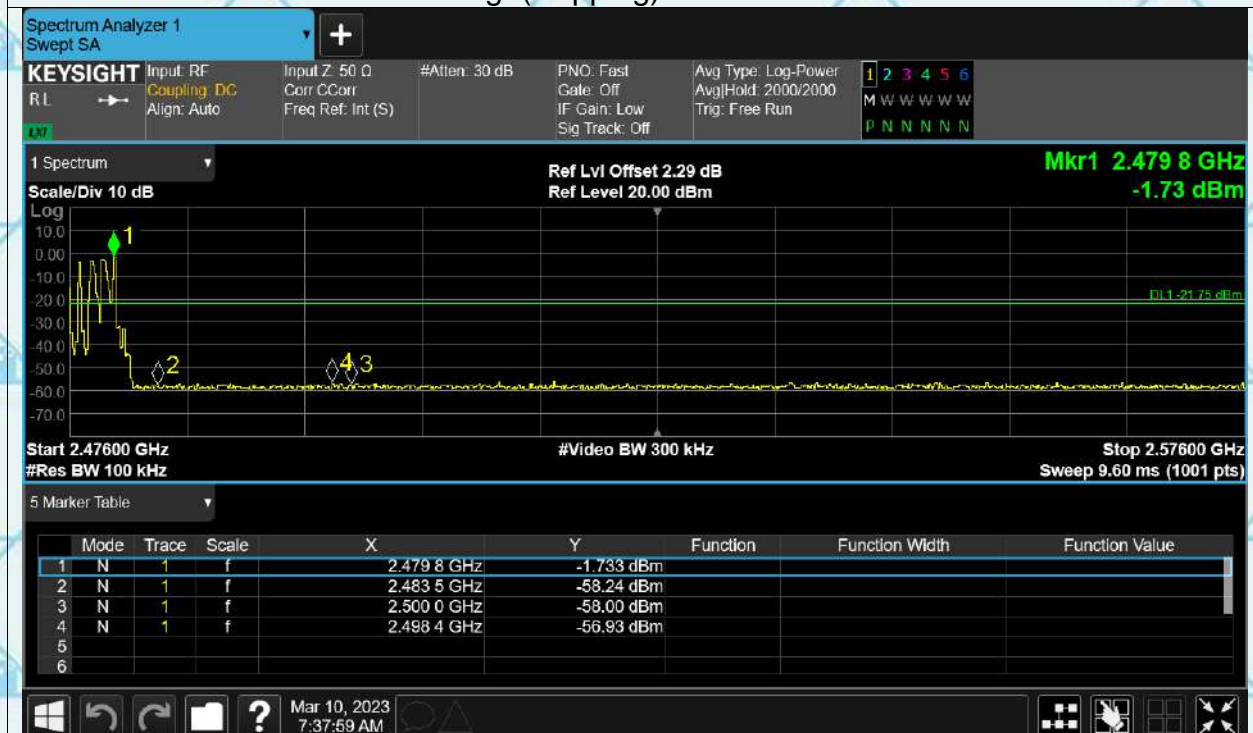 Spectrum Analyzer 1
Swept SA
+
KEYSIGHT
RL
LXI
Input: RF
Coupling: DC
Align: Auto
Input Z: 50 Ω
Corr CCorr
Freq Ref: Int (S)
#Atten: 30 dB
PNO: Fast
Gate: Off
IF Gain: Low
Sig Track: Off
Avg Type: Log-Power
Avg|Hold: 2000/2000
Trig: Free Run
1 2 3 4 5 6
M W W W W W
P N N N N N
1 Spectrum
Scale/Div 10 dB
Ref Lvl Offset 2.29 dB
Ref Level 20.00 dBm
Mkr1 2.479 8 GHz
-1.73 dBm
Log
10.0
0.00
-10.0
-20.0
-30.0
-40.0
-50.0
-60.0
-70.0
1
2
4 3
DL1 -21.75 dBm
Start 2.47600 GHz
#Res BW 100 kHz
#Video BW 300 kHz
Stop 2.57600 GHz
Sweep 9.60 ms (1001 pts)
5 Marker Table
Mode Trace Scale X Y Function Function Width Function Value
1 N 1 f 2.479 8 GHz -1.733 dBm
2 N 1 f 2.483 5 GHz -58.24 dBm
3 N 1 f 2.500 0 GHz -58.00 dBm
4 N 1 f 2.498 4 GHz -56.93 dBm
5
6
?
Mar 10, 2023
7:37:59 AM